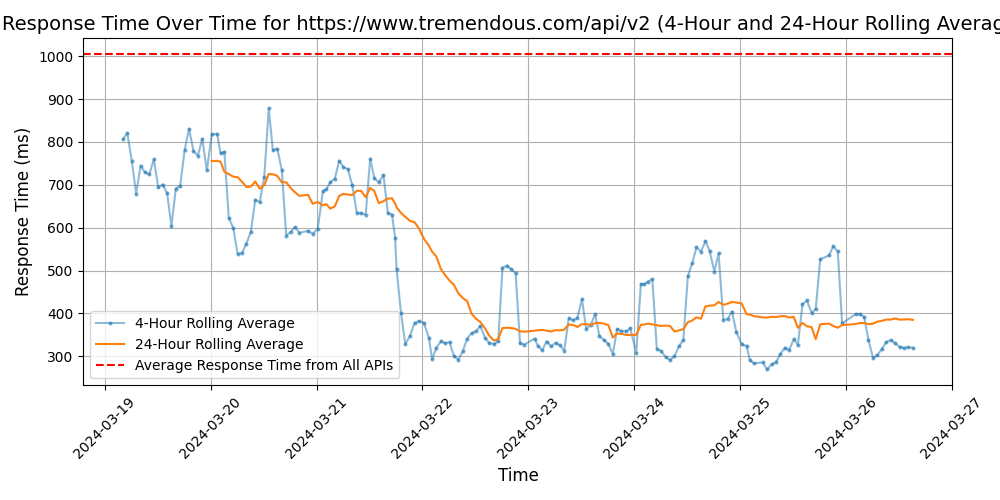 Response Time Over Time for https://www.tremendous.com/api/v2 (4-Hour and 24-Hour Rolling Averag
Response Time (ms)
1000
900
800
700
600
500
400
300
4-Hour Rolling Average
24-Hour Rolling Average
Average Response Time from All APIs
2024-03-19
2024-03-20
2024-03-21
2024-03-22
2024-03-23
2024-03-24
2024-03-25
2024-03-26
2024-03-27
Time